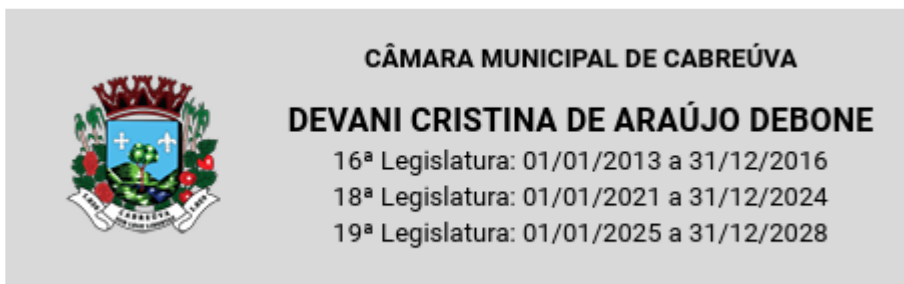 CÂMARA MUNICIPAL DE CABREÚVA
DEVANI CRISTINA DE ARAÚJO DEBONE
16ª Legislatura: 01/01/2013 a 31/12/2016
18ª Legislatura: 01/01/2021 a 31/12/2024
19ª Legislatura: 01/01/2025 a 31/12/2028
CABREÚVA